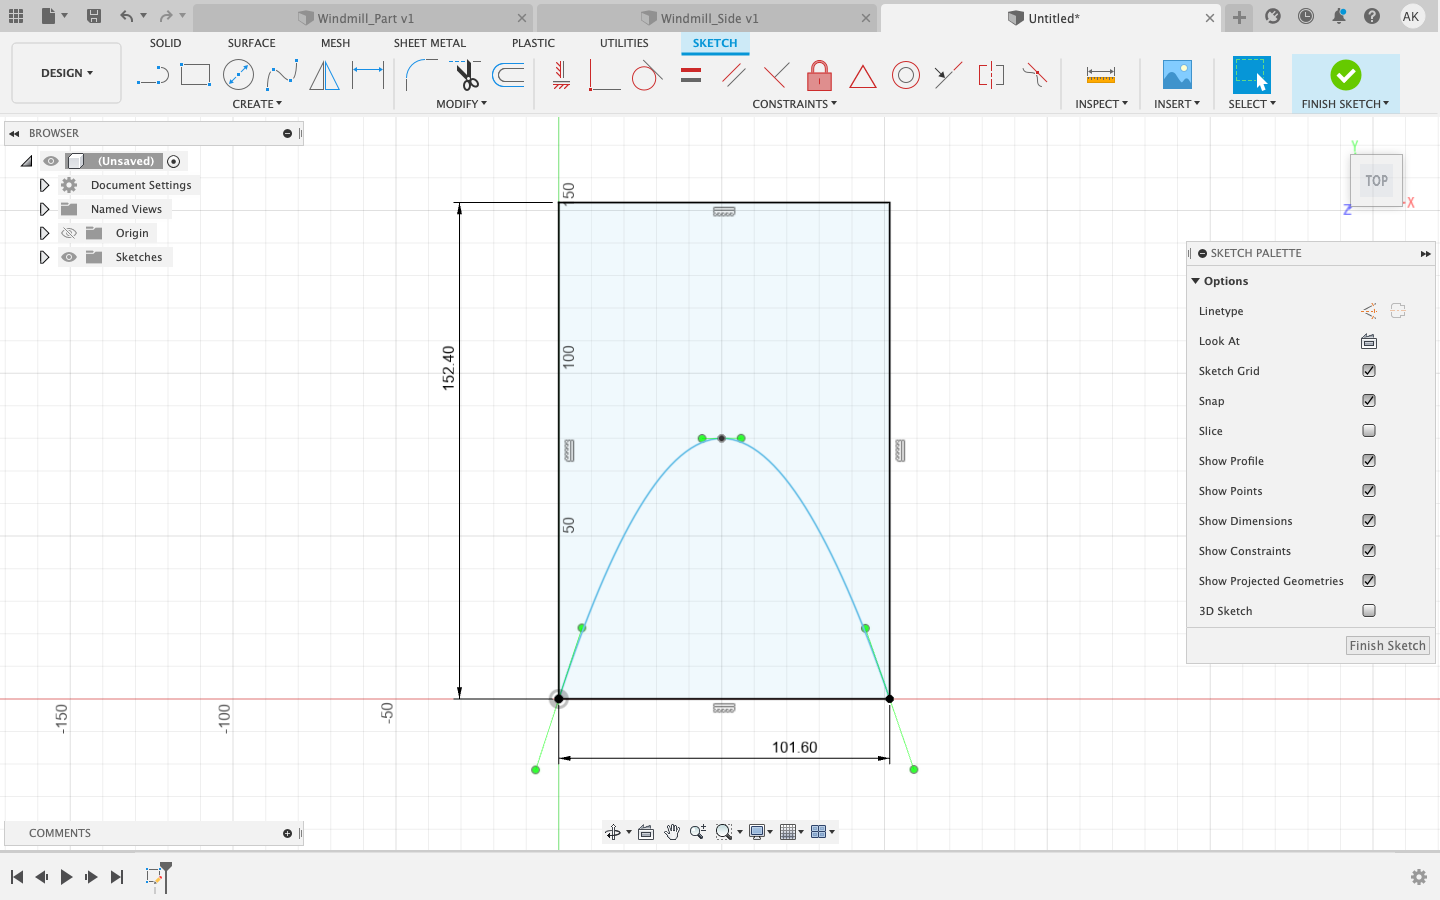 Windmill_Part v1
Windmill_Side v1
Untitled*
AK
DESIGN
SOLID
SURFACE
MESH
SHEET METAL
PLASTIC
UTILITIES
SKETCH
CREATE
MODIFY
CONSTRAINTS
INSPECT
INSERT
SELECT
FINISH SKETCH
BROWSER
(Unsaved)
Document Settings
Named Views
Origin
Sketches
Y
TOP
Z
X
SKETCH PALETTE
Options
Linetype
Look At
Sketch Grid
Snap
Slice
Show Profile
Show Points
Show Dimensions
Show Constraints
Show Projected Geometries
3D Sketch
Finish Sketch
150
100
50
152.40
-150
-100
-50
101.60
COMMENTS